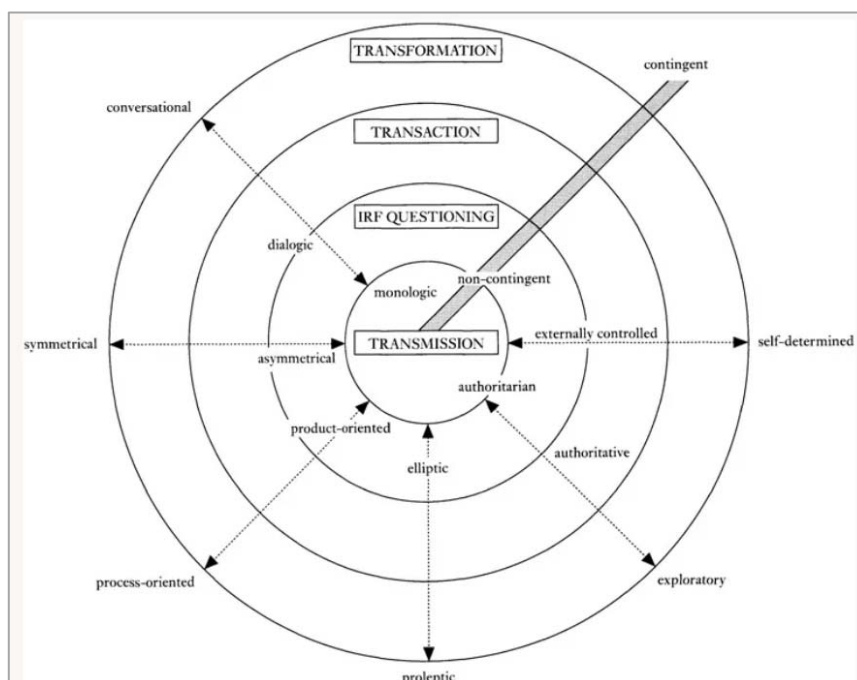 TRANSFORMATION
contingent
conversational
TRANSACTION
IRF QUESTIONING
dialogic
non-contingent
monologic
symmetrical
asymmetrical
TRANSMISSION
externally controlled
self-determined
authoritarian
product-oriented
authoritative
elliptic
process-oriented
exploratory
proleptic